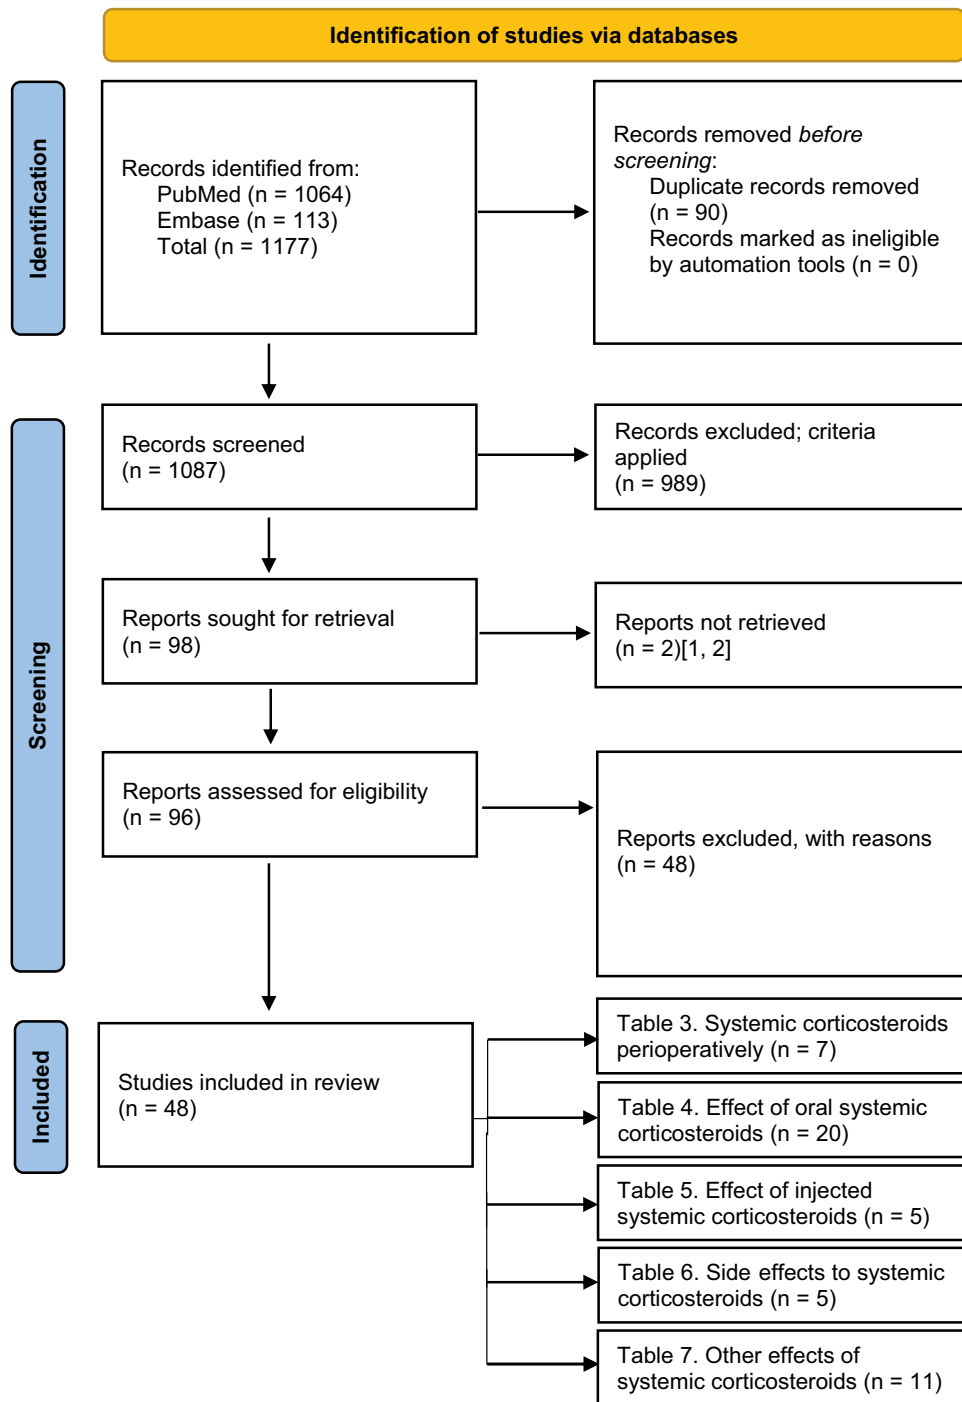 Identification of studies via databases
Identification
Records identified from:
PubMed (n = 1064)
Embase (n = 113)
Total (n = 1177)
Records removed before
screening:
Duplicate records removed
(n = 90)
Records marked as ineligible
by automation tools (n = 0)
Screening
Records screened
(n = 1087)
Records excluded; criteria
applied
(n = 989)
Reports sought for retrieval
(n = 98)
Reports not retrieved
(n = 2)[1, 2]
Reports assessed for eligibility
(n = 96)
Reports excluded, with reasons
(n = 48)
Included
Studies included in review
(n = 48)
Table 3. Systemic corticosteroids
perioperatively (n = 7)
Table 4. Effect of oral systemic
corticosteroids (n = 20)
Table 5. Effect of injected
systemic corticosteroids (n = 5)
Table 6. Side effects to systemic
corticosteroids (n = 5)
Table 7. Other effects of
systemic corticosteroids (n = 11)